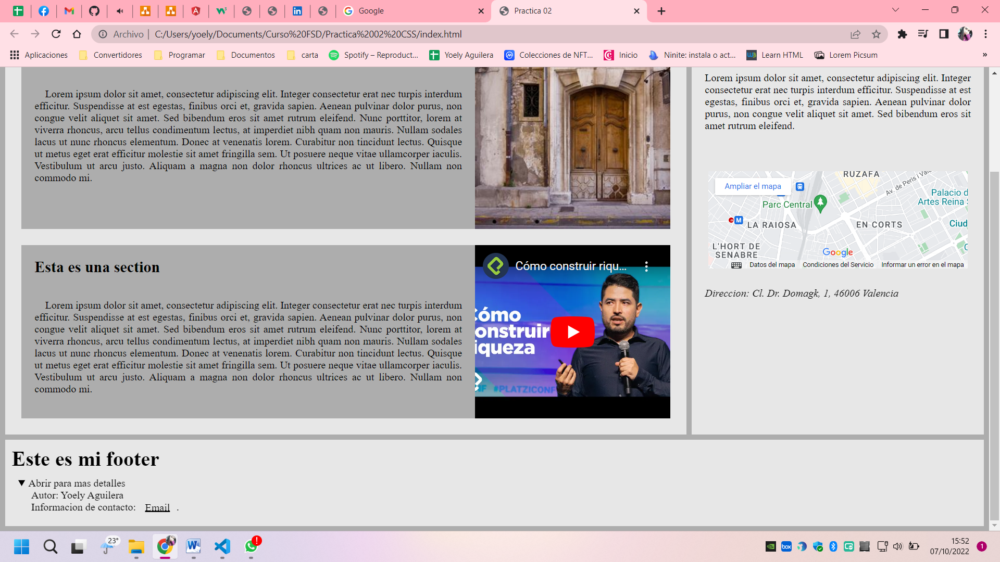 Google
Practica 02
Archivo
C:/Users/yoely/Documents/Curso%20FSD/Practica%2002%20CSS/index.html
Aplicaciones
Convertidores
Programar
Documentos
carta
Spotify – Reproduct...
Yoely Aguilera
Colecciones de NFT...
Inicio
Ninite: instala o act...
Learn HTML
Lorem Picsum
»
Lorem ipsum dolor sit amet, consectetur adipiscing elit. Integer consectetur erat nec turpis interdum
efficitur. Suspendisse at est egestas, finibus orci et, gravida sapien. Aenean pulvinar dolor purus, non
congue velit aliquet sit amet. Sed bibendum eros sit amet rutrum eleifend. Nunc porttitor, lorem at
viverra rhoncus, arcu tellus condimentum lectus, at imperdiet nibh quam non mauris. Nullam sodales
lacus ut nunc rhoncus elementum. Donec at venenatis lorem. Curabitur non tincidunt lectus. Quisque
ut metus eget erat efficitur molestie sit amet fringilla sem. Ut posuere neque vitae ullamcorper iaculis.
Vestibulum ut arcu justo. Aliquam a magna non dolor rhoncus ultrices ac ut libero. Nullam non
commodo mi.
Esta es una section
Lorem ipsum dolor sit amet, consectetur adipiscing elit. Integer consectetur erat nec turpis interdum
efficitur. Suspendisse at est egestas, finibus orci et, gravida sapien. Aenean pulvinar dolor purus, non
congue velit aliquet sit amet. Sed bibendum eros sit amet rutrum eleifend. Nunc porttitor, lorem at
viverra rhoncus, arcu tellus condimentum lectus, at imperdiet nibh quam non mauris. Nullam sodales
lacus ut nunc rhoncus elementum. Donec at venenatis lorem. Curabitur non tincidunt lectus. Quisque
ut metus eget erat efficitur molestie sit amet fringilla sem. Ut posuere neque vitae ullamcorper iaculis.
Vestibulum ut arcu justo. Aliquam a magna non dolor rhoncus ultrices ac ut libero. Nullam non
commodo mi.
Cómo construir riqu...
Cómo
onstruir
iqueza
#PLATZICONF
Lorem ipsum dolor sit amet, consectetur adipiscing elit. Integer
consectetur erat nec turpis interdum efficitur. Suspendisse at est
egestas, finibus orci et, gravida sapien. Aenean pulvinar dolor
purus, non congue velit aliquet sit amet. Sed bibendum eros sit
amet rutrum eleifend.
RUZAFA
Ampliar el mapa
Av. de Peris i Val
Palacio d
Artes Reina S
Parc Central
M
LA RAIOSA
EN CORTS
Ciud
L'HORT DE
SENABRE
Google
Datos del mapa
Condiciones del Servicio
Informar un error en el mapa
Direccion: Cl. Dr. Domagk, 1, 46006 Valencia
Este es mi footer
Abrir para mas detalles
Autor: Yoely Aguilera
Informacion de contacto: Email .
23°
W
box
15:52
07/10/2022
1